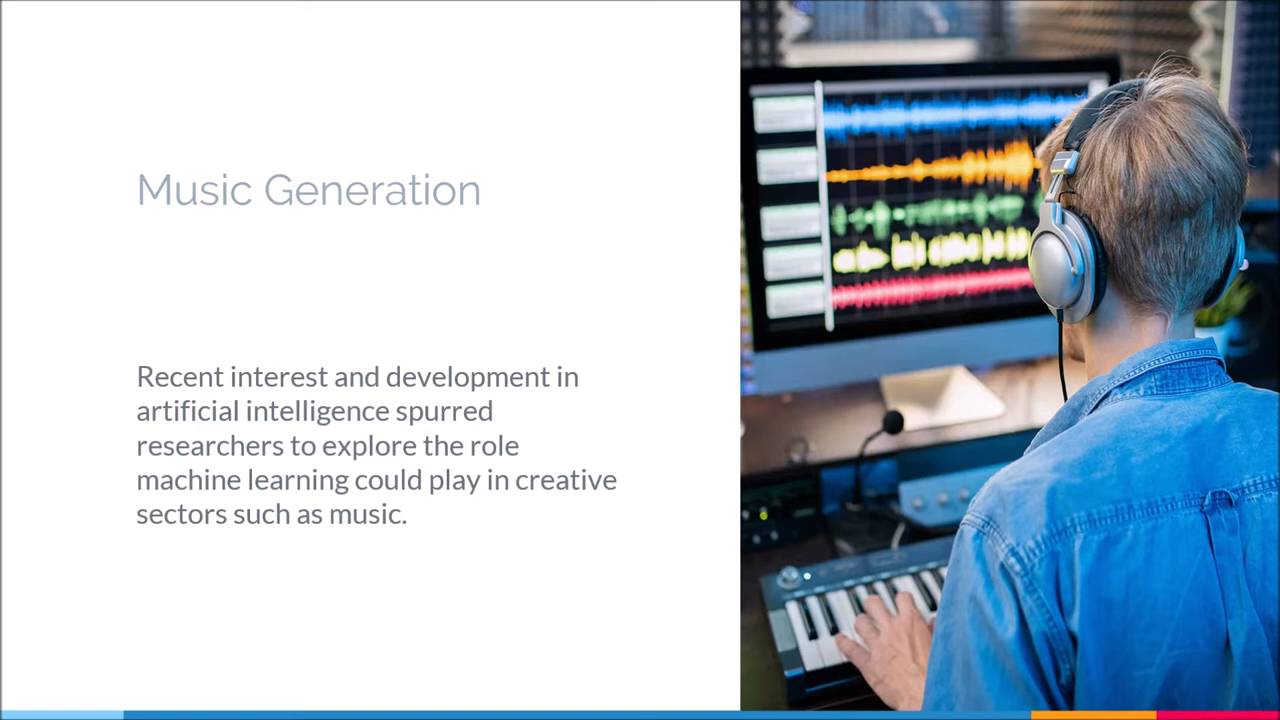 Music Generation
Recent interest and development in
artificial intelligence spurred
researchers to explore the role
machine learning could play in creative
sectors such as music.